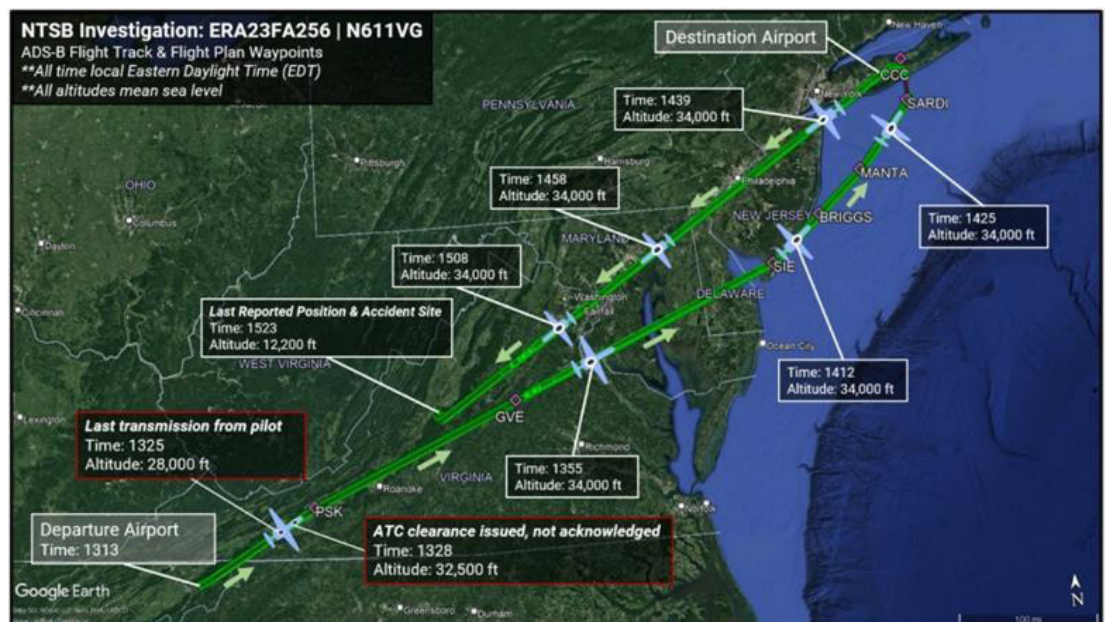 NTSB Investigation: ERA23FA256 | N611VG
ADS-B Flight Track & Flight Plan Waypoints
**All time local Eastern Daylight Time (EDT)
**All altitudes mean sea level
New Haven
Destination Airport
CCC
New York
SARDI
PENNSYLVANIA
Time: 1439
Altitude: 34,000 ft
Pittsburgh
Harrisburg
OHIO
Philadelphia
MANTA
Time: 1458
Altitude: 34,000 ft
Columbus
Dayton
NEW JERSEY
BRIGGS
Time: 1425
Altitude: 34,000 ft
MARYLAND
Time: 1508
Altitude: 34,000 ft
SIE
DELAWARE
Washington
Fairfax
Cincinnati
Last Reported Position & Accident Site
Time: 1523
Altitude: 12,200 ft
Ocean City
WEST VIRGINIA
Time: 1412
Altitude: 34,000 ft
Lexington
GVE
Last transmission from pilot
Time: 1325
Altitude: 28,000 ft
Richmond
Time: 1355
Altitude: 34,000 ft
VIRGINIA
Roanoke
Norfolk
PSK
Departure Airport
Time: 1313
ATC clearance issued, not acknowledged
Time: 1328
Altitude: 32,500 ft
Google Earth
Greensboro
Durham
N
100 mi